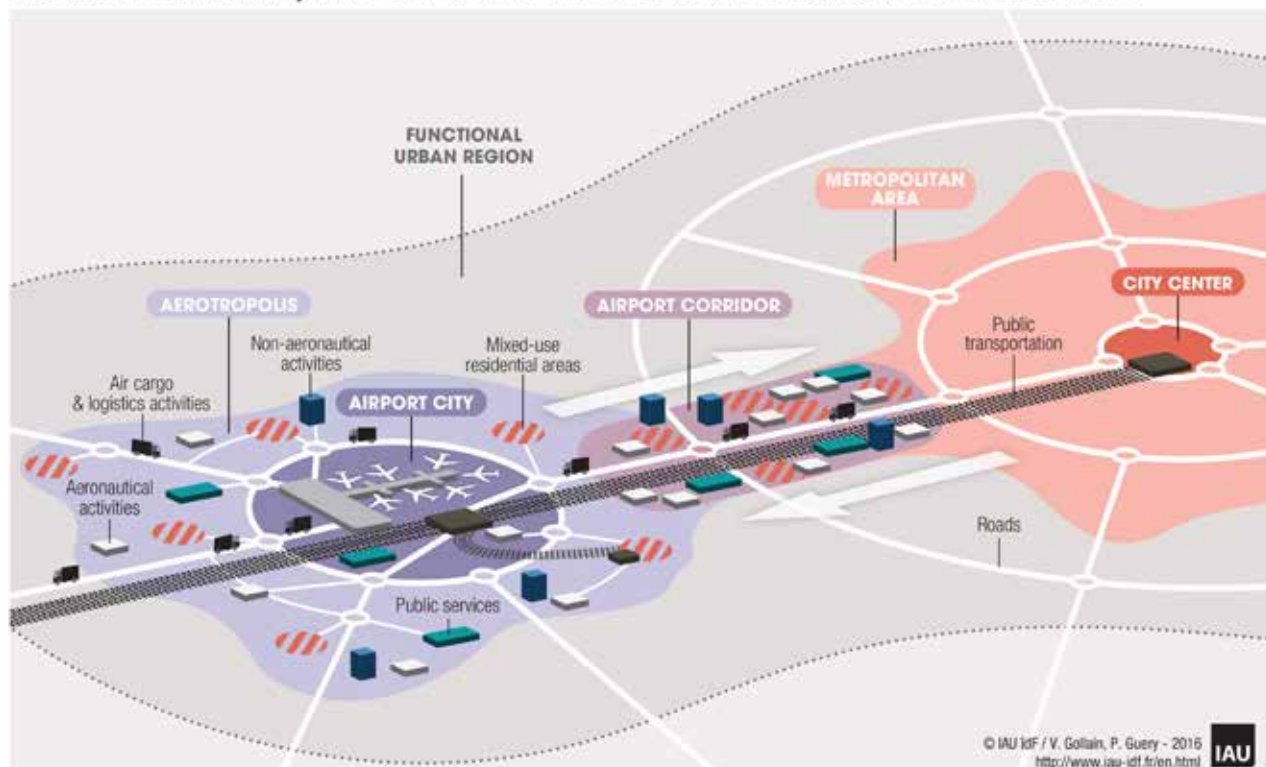 FUNCTIONAL
URBAN REGION
METROPOLITAN
AREA
CITY CENTER
AEROTROPOLIS
AIRPORT CORRIDOR
Non-aeronautical
activities
Mixed-use
residential areas
Public
transportation
Air cargo
& logistics activities
AIRPORT CITY
Aeronautical
activities
Roads
Public services
© IAU îdF / V. Gollain, P. Guery - 2016
http://www.iau-idf.fr/en.html
IAU